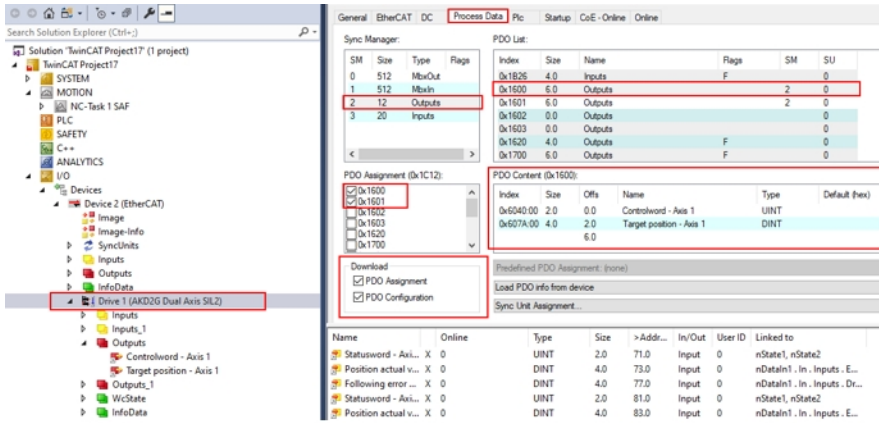 Search Solution Explorer (Ctrl+;)
Solution 'TwinCAT Project17' (1 project)
TwinCAT Project17
SYSTEM
MOTION
NC-Task 1 SAF
PLC
SAFETY
C++
ANALYTICS
I/O
Devices
Device 2 (EtherCAT)
Image
Image-Info
SyncUnits
Inputs
Outputs
InfoData
Drive 1 (AKD2G Dual Axis SIL2)
Inputs
Inputs_1
Outputs
Controlword - Axis 1
Target position - Axis 1
Outputs_1
WcState
InfoData
General EtherCAT DC Process Data Plc Startup CoE - Online Online
Sync Manager:
SM Size Type Flags
0 512 MbxOut
1 512 MbxIn
2 12 Outputs
3 20 Inputs
PDO List:
Index Size Name Flags SM SU
0x1B26 4.0 Inputs F 0
0x1600 6.0 Outputs 2 0
0x1601 6.0 Outputs 2 0
0x1602 0.0 Outputs 0
0x1603 0.0 Outputs 0
0x1620 4.0 Outputs F 0
0x1700 6.0 Outputs F 0
PDO Assignment (0x1C12):
0x1600
0x1601
0x1602
0x1603
0x1620
0x1700
PDO Content (0x1600):
Index Size Offs Name Type Default (hex)
0x6040:00 2.0 0.0 Controlword - Axis 1 UINT
0x607A:00 4.0 2.0 Target position - Axis 1 DINT
6.0
Download
PDO Assignment
PDO Configuration
Predefined PDO Assignment: (none)
Load PDO info from device
Sync Unit Assignment...
Name Online Type Size >Addr... In/Out User ID Linked to
Statusword - Axi... X 0 UINT 2.0 71.0 Input 0 nState1, nState2
Position actual v... X 0 DINT 4.0 73.0 Input 0 nDataIn1 . In . Inputs . E...
Following error ... X 0 DINT 4.0 77.0 Input 0 nDataIn1 . In . Inputs . Dr...
Statusword - Axi... X 0 UINT 2.0 81.0 Input 0 nState1, nState2
Position actual v... X 0 DINT 4.0 83.0 Input 0 nDataIn1 . In . Inputs . E...